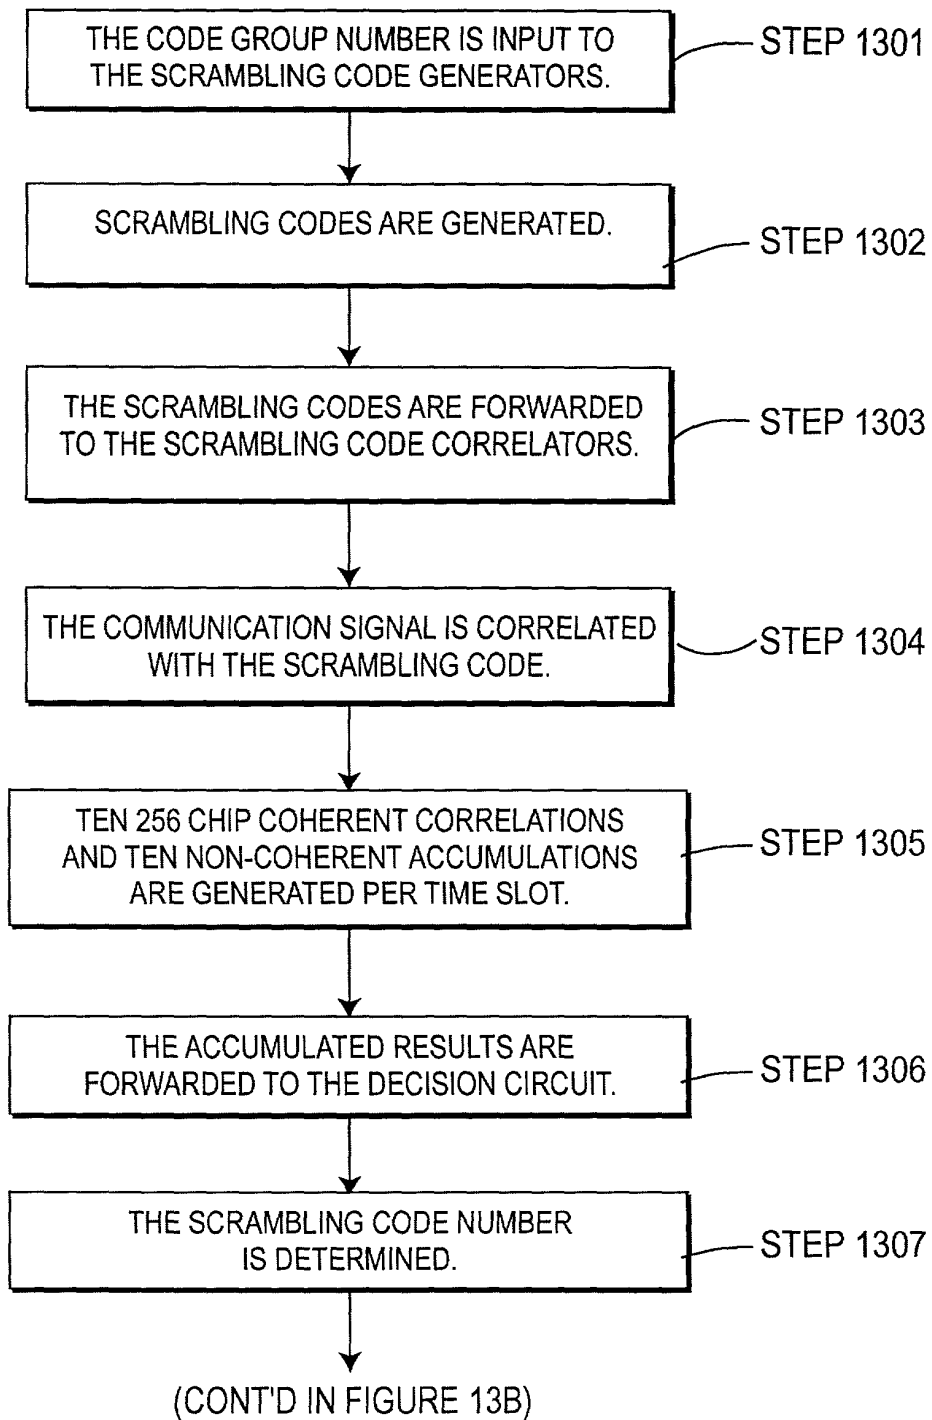 THE CODE GROUP NUMBER IS INPUT TO
THE SCRAMBLING CODE GENERATORS.
STEP 1301
SCRAMBLING CODES ARE GENERATED.
STEP 1302
THE SCRAMBLING CODES ARE FORWARDED
TO THE SCRAMBLING CODE CORRELATORS.
STEP 1303
THE COMMUNICATION SIGNAL IS CORRELATED
WITH THE SCRAMBLING CODE.
STEP 1304
TEN 256 CHIP COHERENT CORRELATIONS
AND TEN NON-COHERENT ACCUMULATIONS
ARE GENERATED PER TIME SLOT.
STEP 1305
THE ACCUMULATED RESULTS ARE
FORWARDED TO THE DECISION CIRCUIT.
STEP 1306
THE SCRAMBLING CODE NUMBER
IS DETERMINED.
STEP 1307
(CONT'D IN FIGURE 13B)